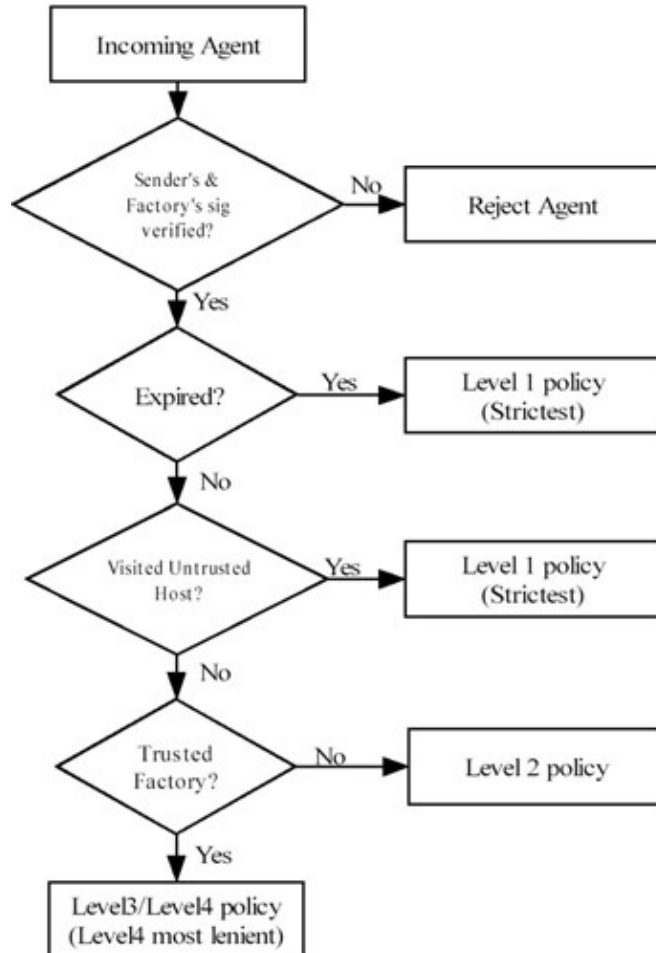 Incoming Agent
Sender's &
Factory's sig
verified?
No
Reject Agent
Yes
Expired?
Yes
Level 1 policy
(Strictest)
No
Visited Untrusted
Host?
Yes
Level 1 policy
(Strictest)
No
Trusted
Factory?
No
Level 2 policy
Yes
Level3/Level4 policy
(Level4 most lenient)